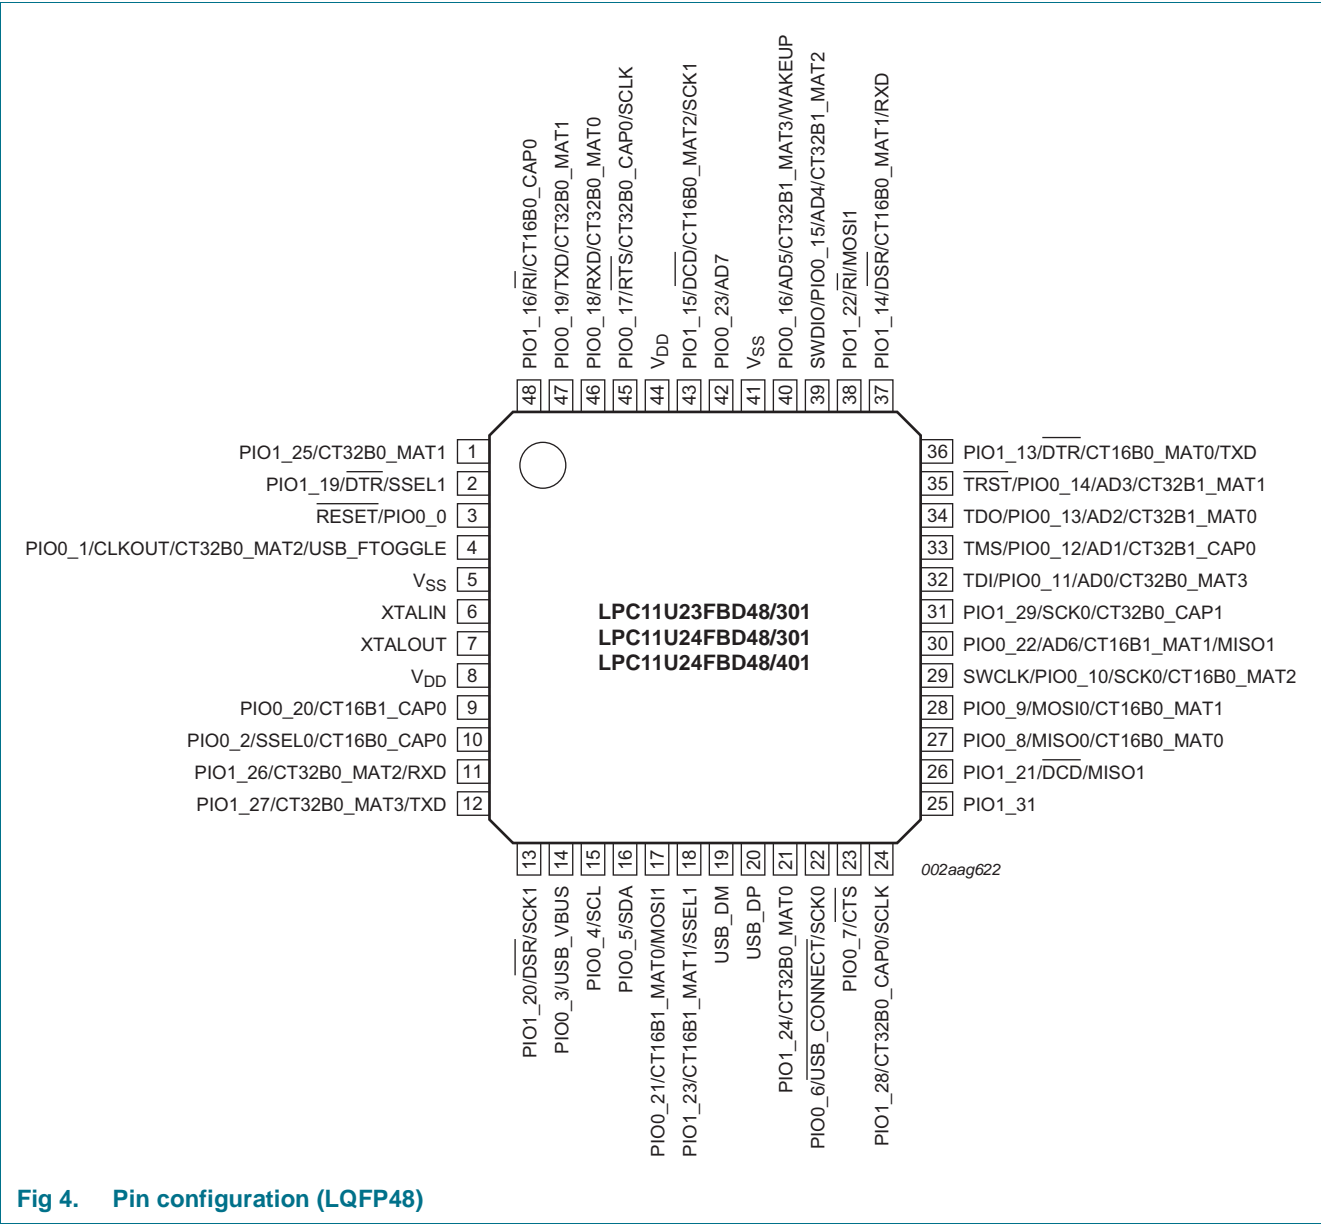 PIO1_16/RI/CT16B0_CAP0
PIO0_19/TXD/CT32B0_MAT1
PIO0_18/RXD/CT32B0_MAT0
PIO0_17/RTS/CT32B0_CAP0/SCLK
VDD
PIO1_15/DCD/CT16B0_MAT2/SCK1
PIO0_23/AD7
VSS
PIO0_16/AD5/CT32B1_MAT3/WAKEUP
SWDIO/PIO0_15/AD4/CT32B1_MAT2
PIO1_22/RI/MOSI1
PIO1_14/DSR/CT16B0_MAT1/RXD
48
47
46
45
44
43
42
41
40
39
38
37
PIO1_25/CT32B0_MAT1 1
PIO1_19/DTR/SSEL1 2
RESET/PIO0_0 3
PIO0_1/CLKOUT/CT32B0_MAT2/USB_FTOGGLE 4
VSS 5
XTALIN 6
XTALOUT 7
VDD 8
PIO0_20/CT16B1_CAP0 9
PIO0_2/SSEL0/CT16B0_CAP0 10
PIO1_26/CT32B0_MAT2/RXD 11
PIO1_27/CT32B0_MAT3/TXD 12
LPC11U23FBD48/301
LPC11U24FBD48/301
LPC11U24FBD48/401
36 PIO1_13/DTR/CT16B0_MAT0/TXD
35 TRST/PIO0_14/AD3/CT32B1_MAT1
34 TDO/PIO0_13/AD2/CT32B1_MAT0
33 TMS/PIO0_12/AD1/CT32B1_CAP0
32 TDI/PIO0_11/AD0/CT32B0_MAT3
31 PIO1_29/SCK0/CT32B0_CAP1
30 PIO0_22/AD6/CT16B1_MAT1/MISO1
29 SWCLK/PIO0_10/SCK0/CT16B0_MAT2
28 PIO0_9/MOSI0/CT16B0_MAT1
27 PIO0_8/MISO0/CT16B0_MAT0
26 PIO1_21/DCD/MISO1
25 PIO1_31
13
14
15
16
17
18
19
20
21
22
23
24
PIO1_20/DSR/SCK1
PIO0_3/USB_VBUS
PIO0_4/SCL
PIO0_5/SDA
PIO0_21/CT16B1_MAT0/MOSI1
PIO1_23/CT16B1_MAT1/SSEL1
USB_DM
USB_DP
PIO1_24/CT32B0_MAT0
PIO0_6/USB_CONNECT/SCK0
PIO0_7/CTS
PIO1_28/CT32B0_CAP0/SCLK
002aag622
Fig 4. Pin configuration (LQFP48)